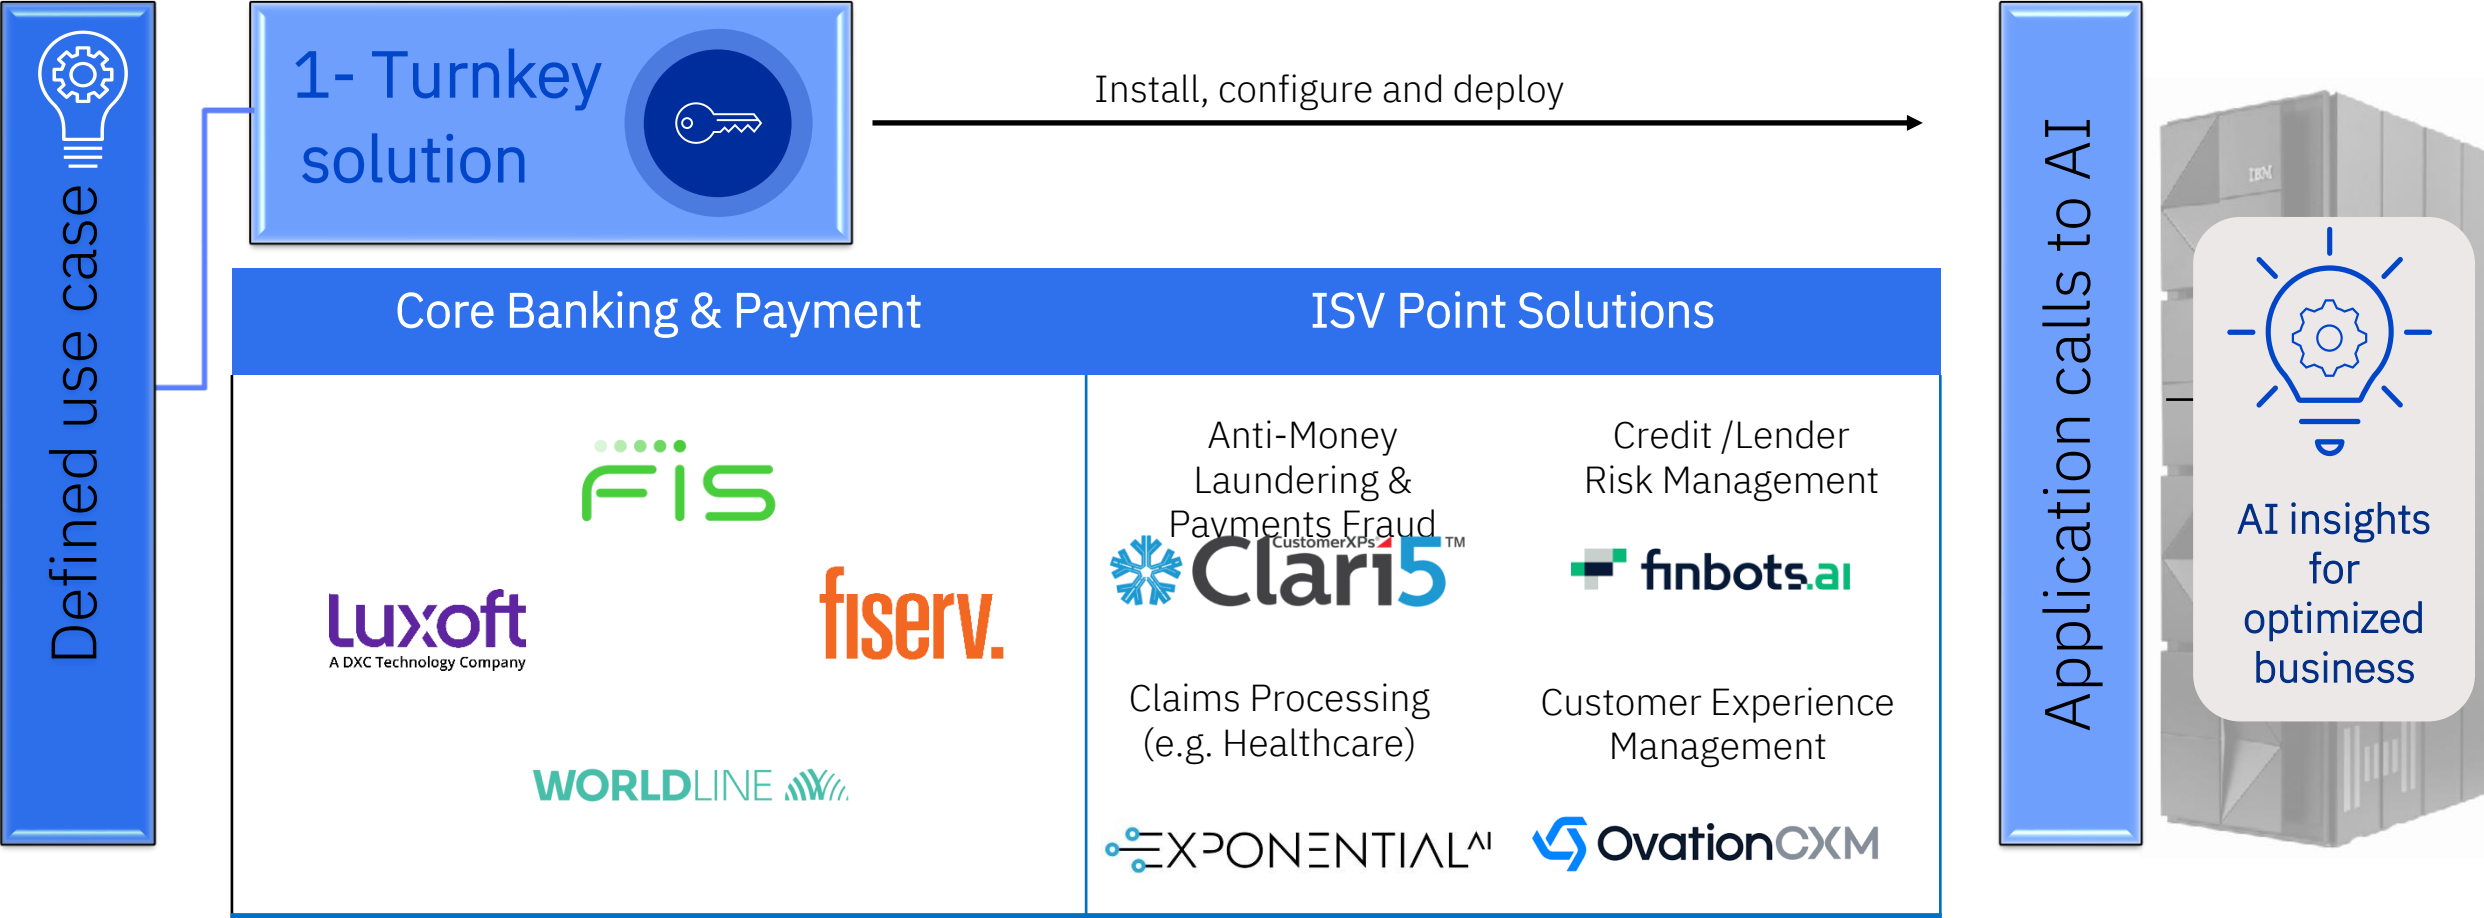 Defined use case
1- Turnkey
solution
Install, configure and deploy
Core Banking & Payment
ISV Point Solutions
FIS
Luxoft
A DXC Technology Company
fiserv.
WORLDLINE
Anti-Money
Laundering &
Payments Fraud
CustomerXPs
Clari5™
Credit /Lender
Risk Management
finbots.ai
Claims Processing
(e.g. Healthcare)
EXPONENTIAL AI
Customer Experience
Management
OvationCXM
Application calls to AI
IBM
AI insights
for
optimized
business